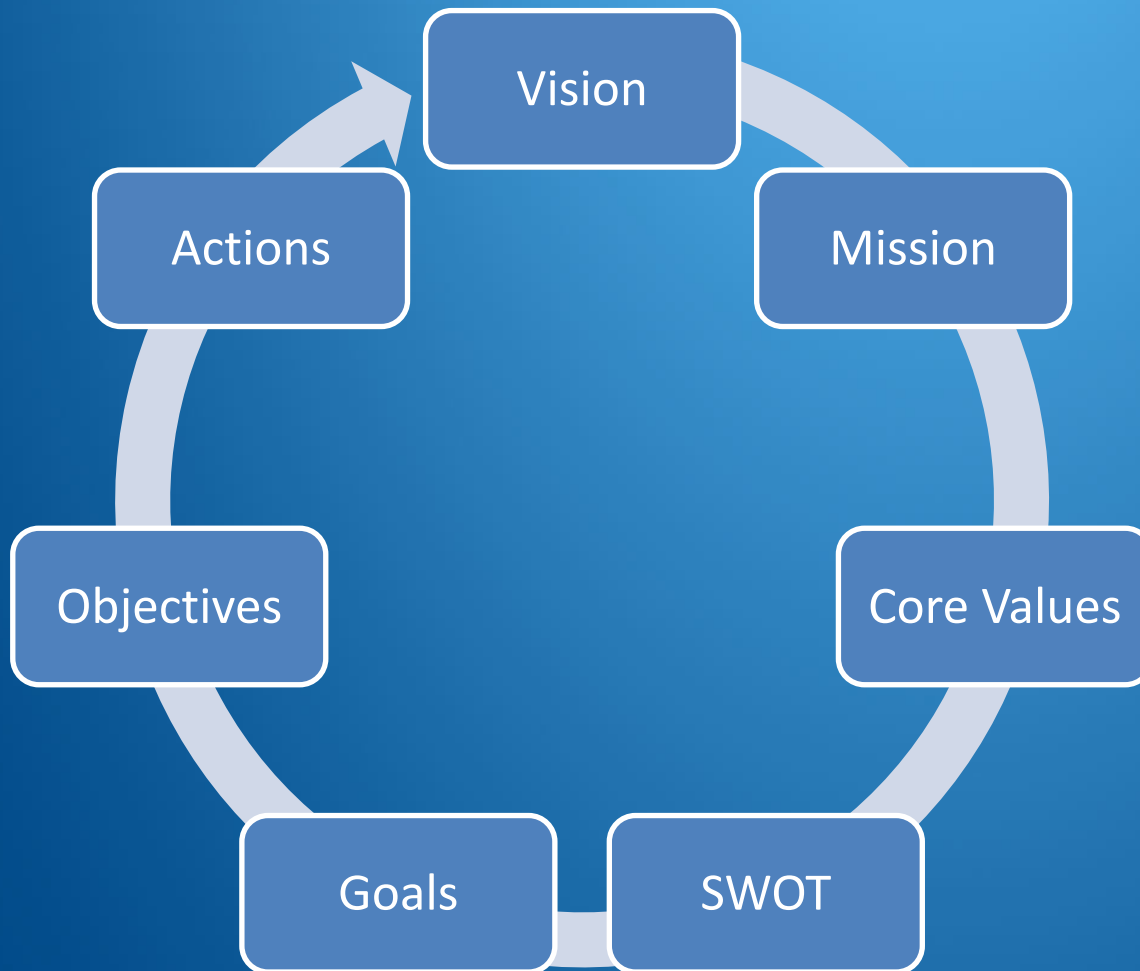 Vision
Mission
Core Values
SWOT
Goals
Objectives
Actions